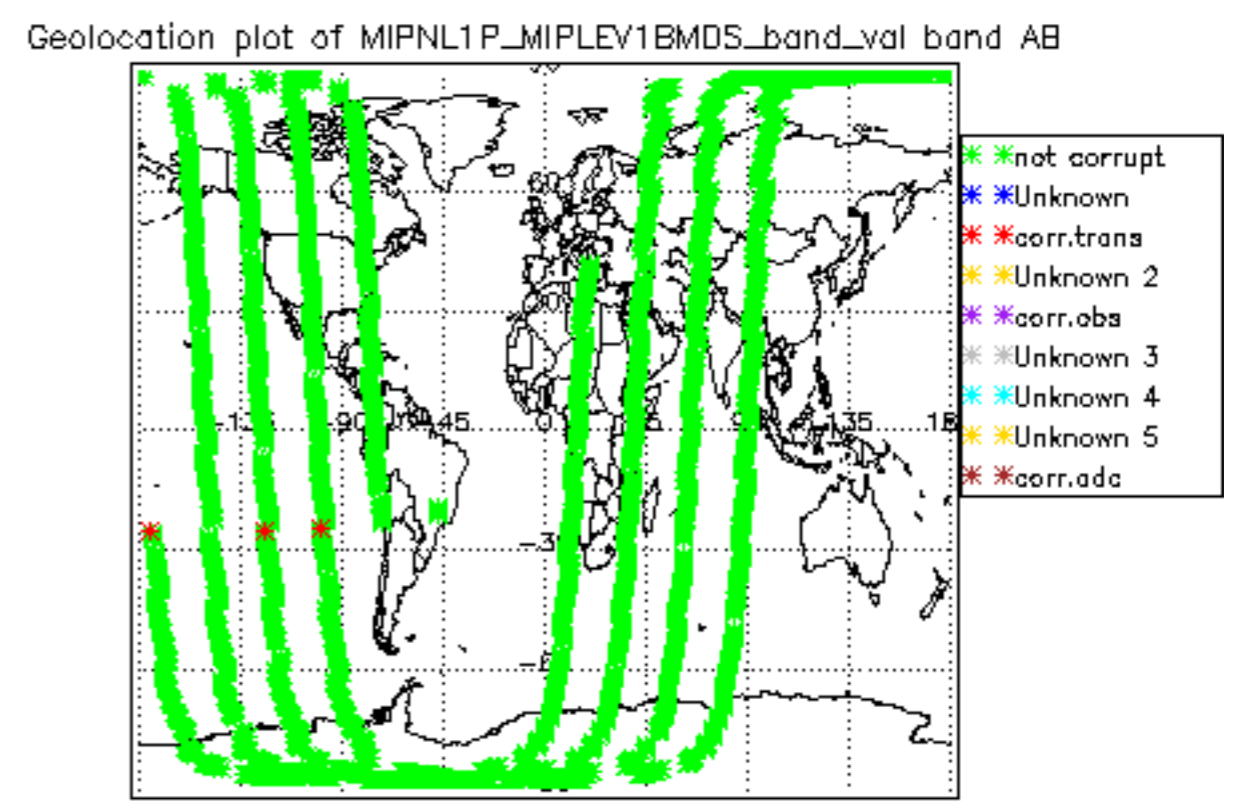 Geolocation plot of MIPNL1P_MIPLEV1BMDS_band_val band AB
not corrupt
Unknown
corr.trans
Unknown 2
corr.obs
Unknown 3
Unknown 4
Unknown 5
corr.adc
60
-90
45
0
135